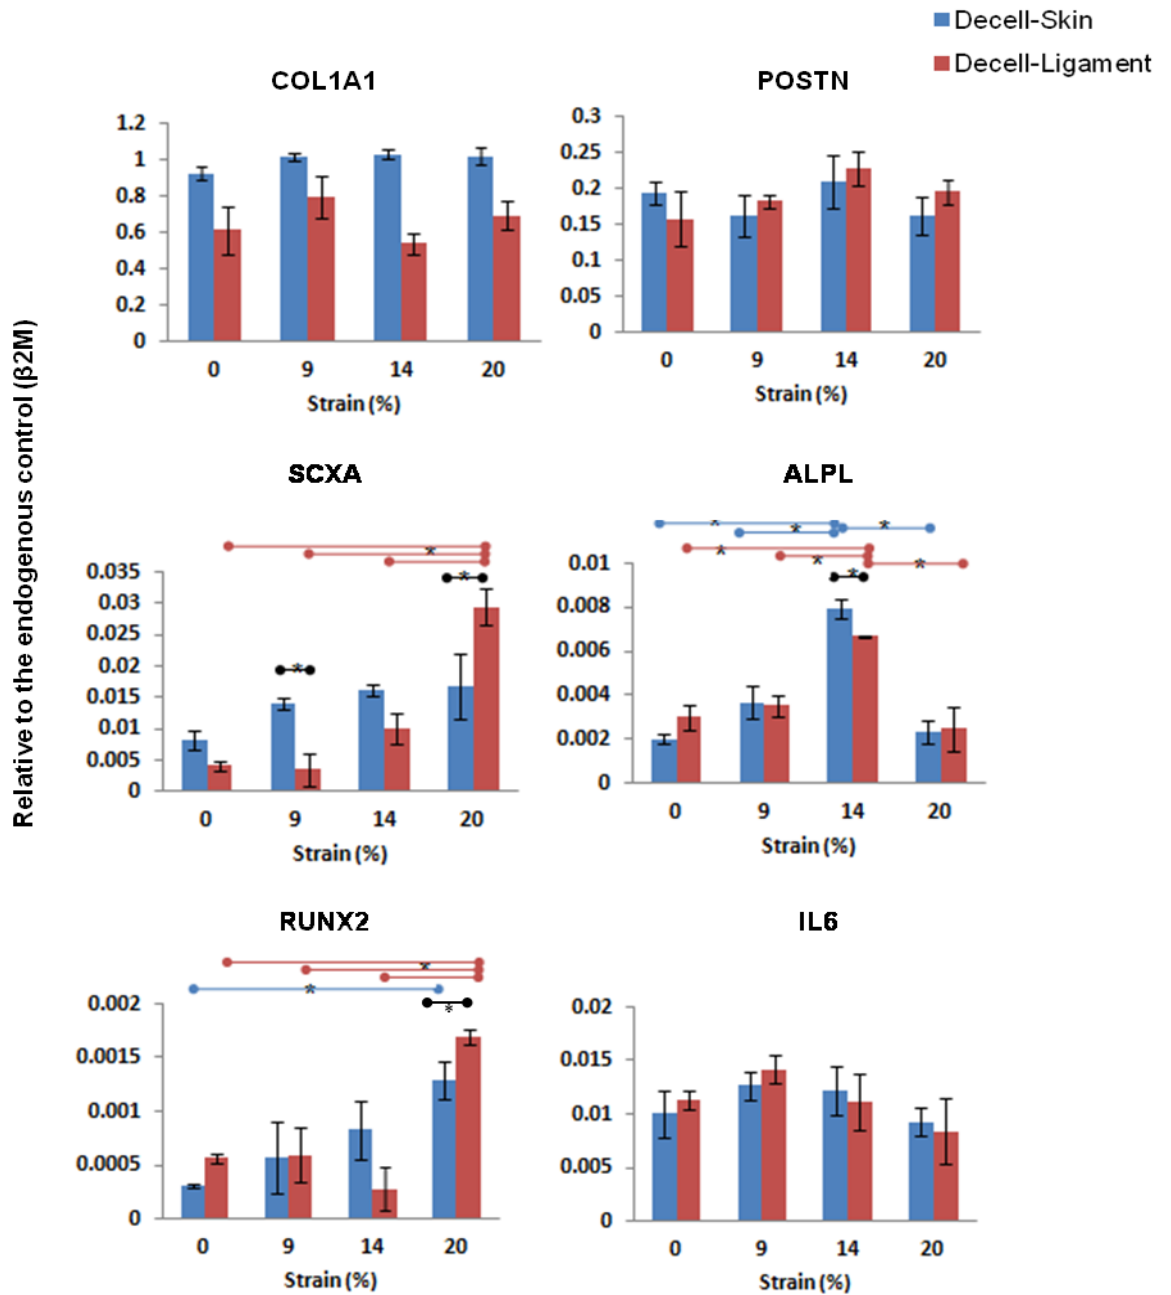 Decell-Skin
Decell-Ligament
Relative to the endogenous control (β2M)
COL1A1
1.2
1
0.8
0.6
0.4
0.2
0
0 9 14 20
Strain (%)
POSTN
0.3
0.25
0.2
0.15
0.1
0.05
0
0 9 14 20
Strain (%)
SCXA
*
*
*
0.035
0.03
0.025
0.02
0.015
0.01
0.005
0
0 9 14 20
Strain (%)
ALPL
* * *
* * *
*
0.01
0.008
0.006
0.004
0.002
0
0 9 14 20
Strain (%)
RUNX2
*
*
*
0.002
0.0015
0.001
0.0005
0
0 9 14 20
Strain (%)
IL6
0.02
0.015
0.01
0.005
0
0 9 14 20
Strain (%)